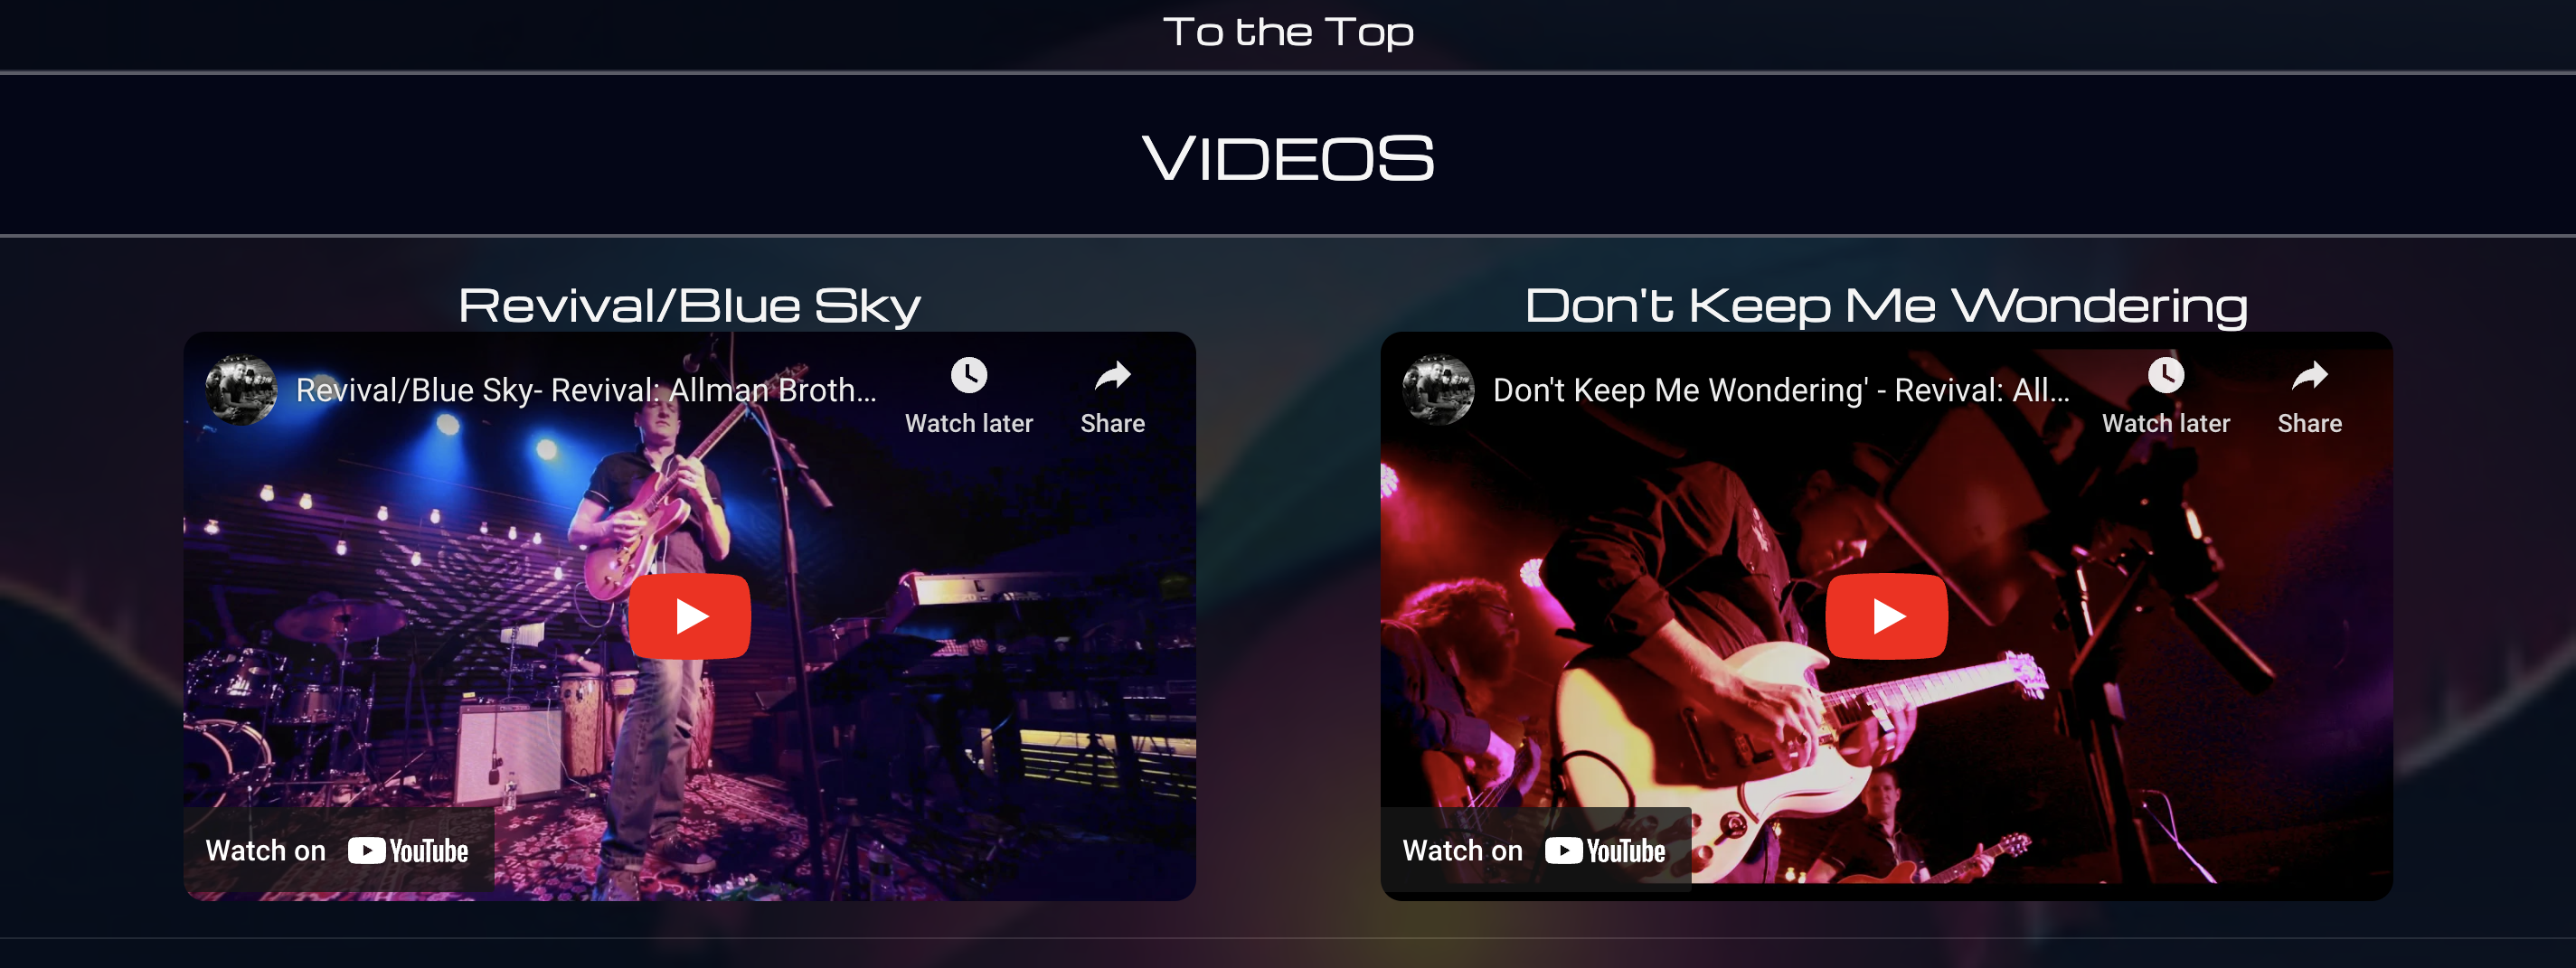 To the Top
VIDEOS
Revival/Blue Sky
Don't Keep Me Wondering
Revival/Blue Sky- Revival: Allman Broth...
Watch later
Share
Don't Keep Me Wondering' - Revival: All...
Watch later
Share
Watch on YouTube
Watch on YouTube